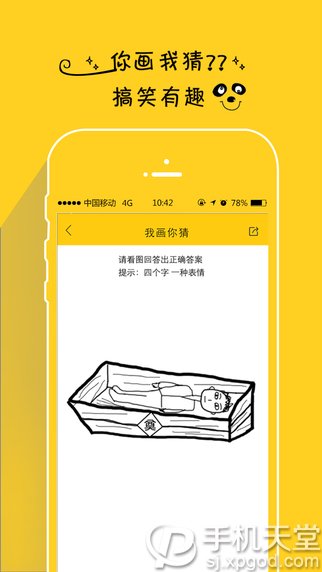 你画我猜??
搞笑有趣
中国移动 4G 10:42 78%
我画你猜
请看图回答出正确答案
提示：四个字 一种表情
奠
手机天堂
sj.xpgod.com